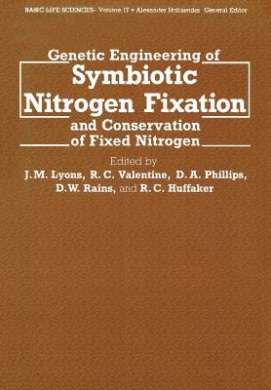 BASIC LIFE SCIENCES • Volume 17 • Alexander Hollaender, General Editor
Genetic Engineering of
Symbiotic
Nitrogen Fixation
and Conservation
of Fixed Nitrogen
Edited by
J. M. Lyons, R. C. Valentine, D. A. Phillips,
D. W. Rains, and R. C. Huffaker